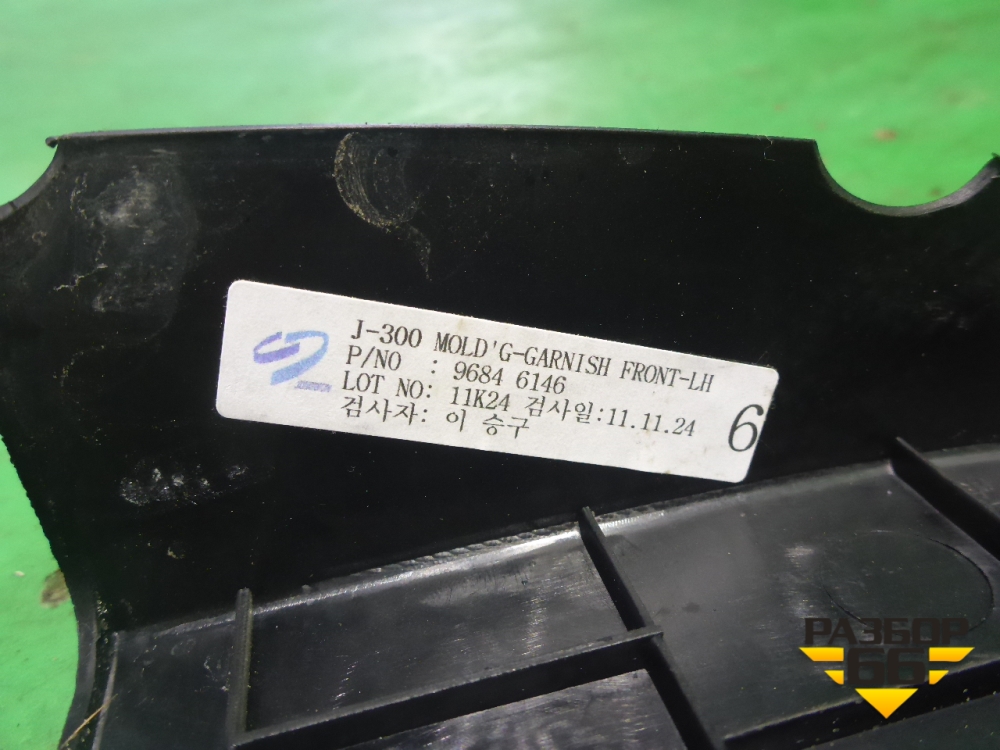 J-300 MOLD'G-GARNISH FRONT-LH
P/NO : 9684 6146
LOT NO: 11K24 검사일:11.11.24
검사자: 이 승구
6
РАЗБОР
66